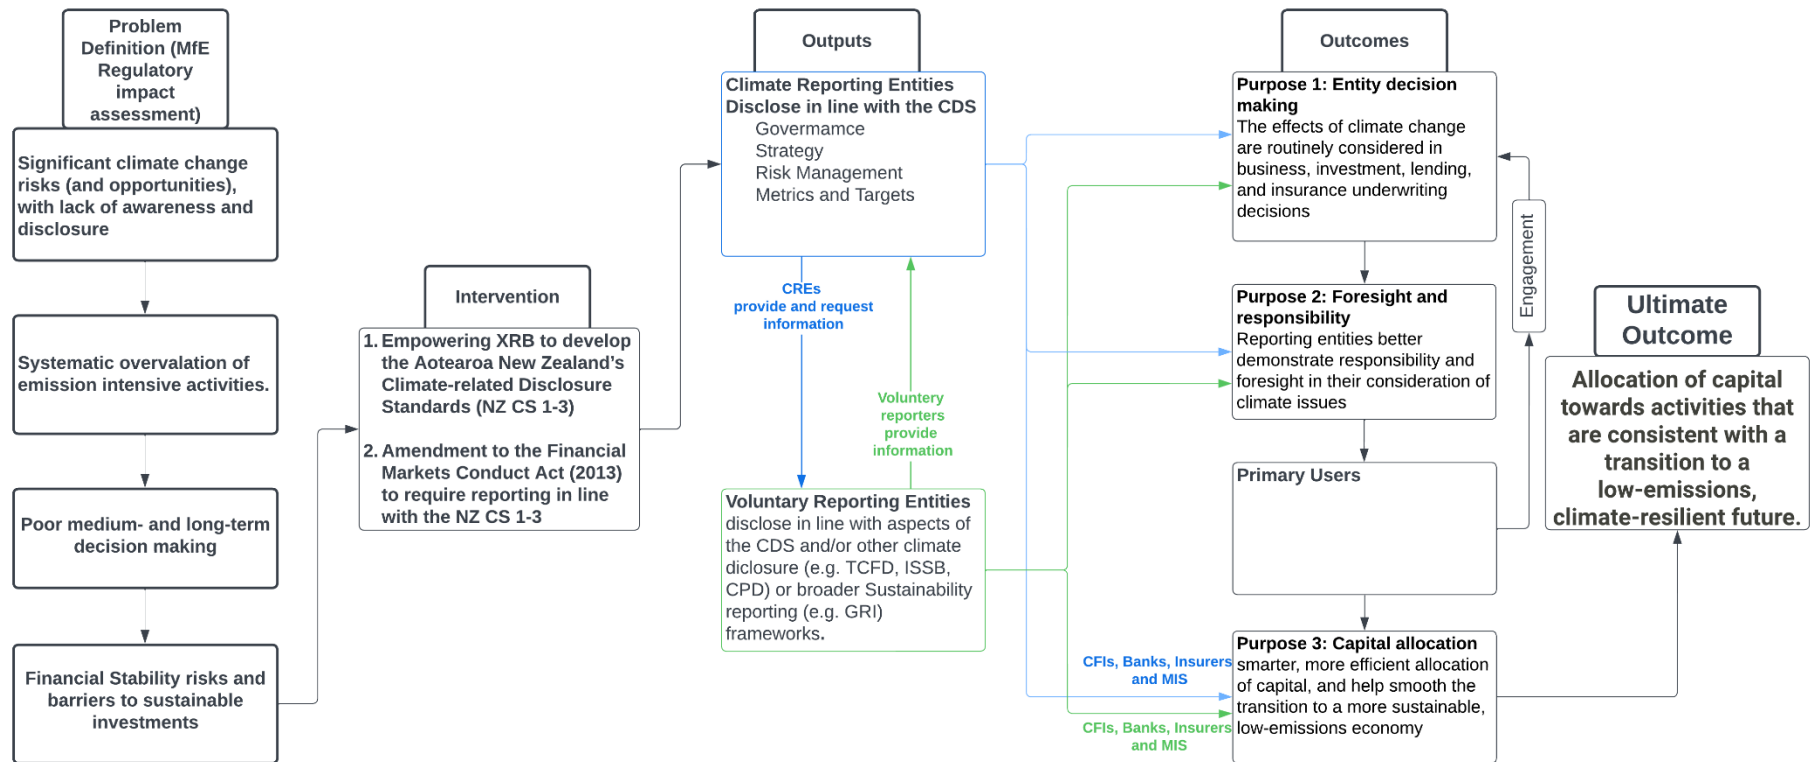 Problem
Definition (MfE
Regulatory
impact
assessment)
Significant climate change
risks (and opportunities),
with lack of awareness and
disclosure
Systematic overvalation of
emission intensive activities.
Poor medium- and long-term
decision making
Financial Stability risks and
barriers to sustainable
investments
Intervention
1. Empowering XRB to develop
the Aotearoa New Zealand's
Climate-related Disclosure
Standards (NZ CS 1-3)
2. Amendment to the Financial
Markets Conduct Act (2013)
to require reporting in line
with the NZ CS 1-3
Outputs
Climate Reporting Entities
Disclose in line with the CDS
Governamce
Strategy
Risk Management
Metrics and Targets
CREs
provide and request
information
Voluntery
reporters
provide
information
Voluntary Reporting Entities
disclose in line with aspects of
the CDS and/or other climate
diclosure (e.g. TCFD, ISSB,
CPD) or broader Sustainability
reporting (e.g. GRI)
frameworks.
CFIs, Banks, Insurers
and MIS
CFIs, Banks, Insurers
and MIS
Outcomes
Purpose 1: Entity decision
making
The effects of climate change
are routinely considered in
business, investment, lending,
and insurance underwriting
decisions
Purpose 2: Foresight and
responsibility
Reporting entities better
demonstrate responsibility and
foresight in their consideration of
climate issues
Primary Users
Purpose 3: Capital allocation
smarter, more efficient allocation
of capital, and help smooth the
transition to a more sustainable,
low-emissions economy
Engagement
Ultimate
Outcome
Allocation of capital
towards activities that
are consistent with a
transition to a
low-emissions,
climate-resilient future.